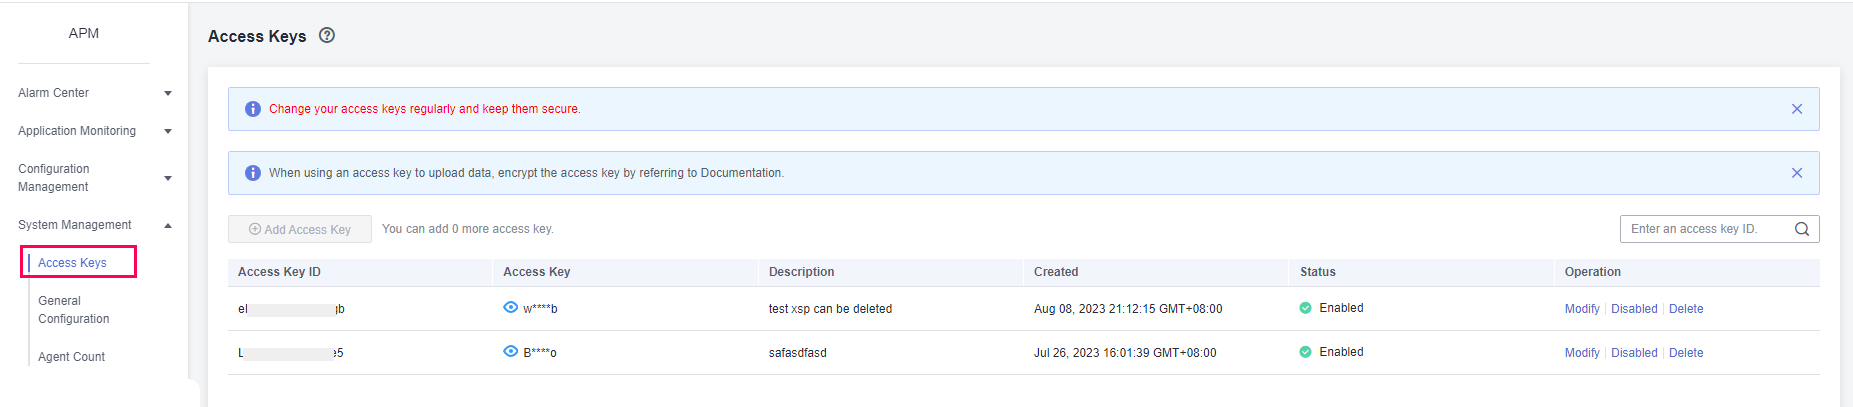 APM
Alarm Center
Application Monitoring
Configuration
Management
System Management
Access Keys
General
Configuration
Agent Count
Access Keys
Change your access keys regularly and keep them secure.
When using an access key to upload data, encrypt the access key by referring to Documentation.
Add Access Key You can add 0 more access key. Enter an access key ID.
Access Key ID Access Key Description Created Status Operation
el gb w****b test xsp can be deleted Aug 08, 2023 21:12:15 GMT+08:00 Enabled Modify Disabled Delete
L e5 B****o safasdfasd Jul 26, 2023 16:01:39 GMT+08:00 Enabled Modify Disabled Delete